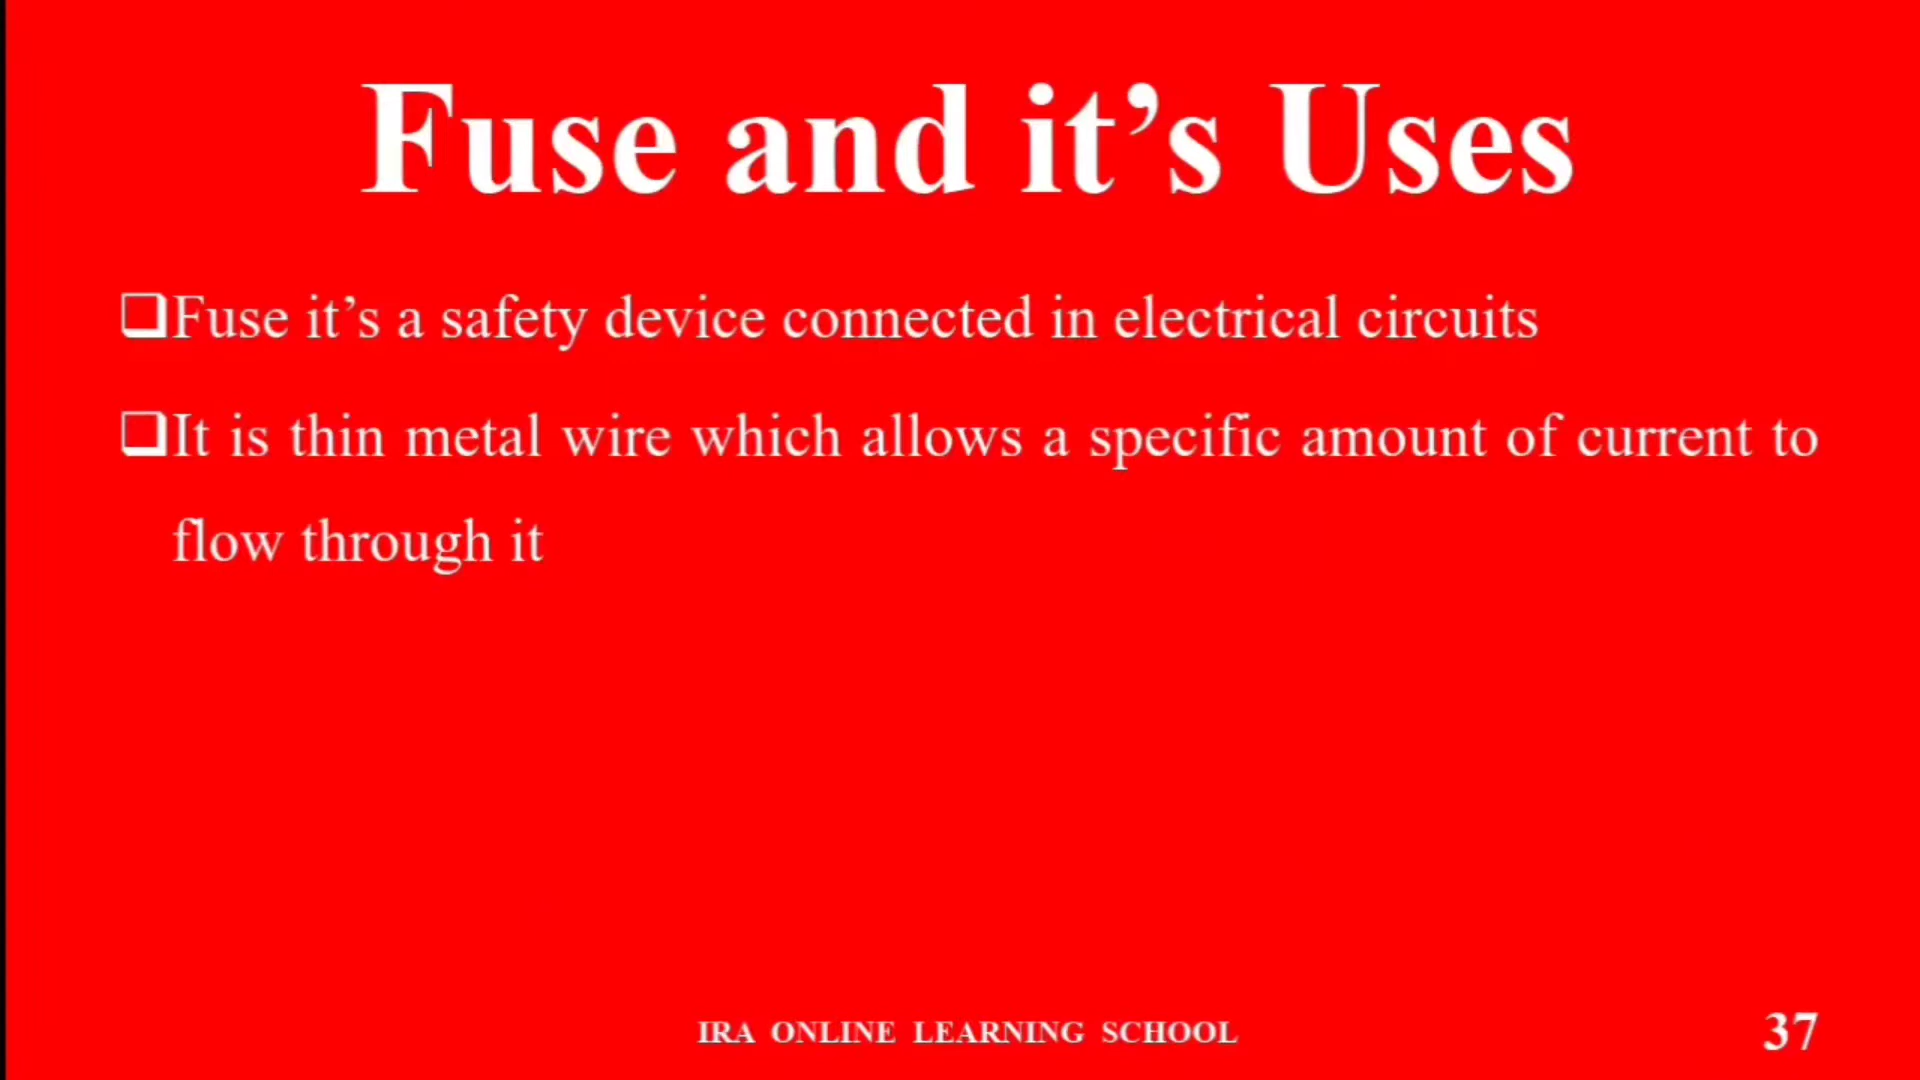 Fuse and it’s Uses
❑Fuse it’s a safety device connected in electrical circuits
❑It is thin metal wire which allows a specific amount of current to
flow through it
IRA ONLINE LEARNING SCHOOL
37